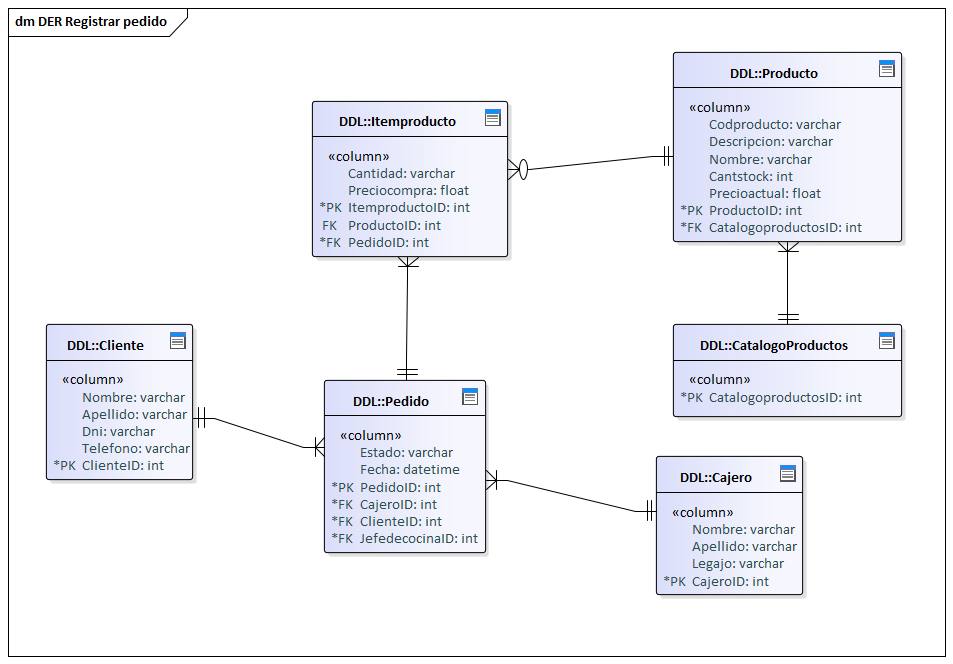 dm DER Registrar pedido
DDL::Itemproducto
«column»
Cantidad: varchar
Preciocompra: float
*PK ItemproductoID: int
FK ProductoID: int
*FK PedidoID: int
DDL::Producto
«column»
Codproducto: varchar
Descripcion: varchar
Nombre: varchar
Cantstock: int
Precioactual: float
*PK ProductoID: int
*FK CatalogoproductosID: int
DDL::Cliente
«column»
Nombre: varchar
Apellido: varchar
Dni: varchar
Telefono: varchar
*PK ClienteID: int
DDL::Pedido
«column»
Estado: varchar
Fecha: datetime
*PK PedidoID: int
*FK CajeroID: int
*FK ClienteID: int
*FK JefedecocinaID: int
DDL::CatalogoProductos
«column»
*PK CatalogoproductosID: int
DDL::Cajero
«column»
Nombre: varchar
Apellido: varchar
Legajo: varchar
*PK CajeroID: int